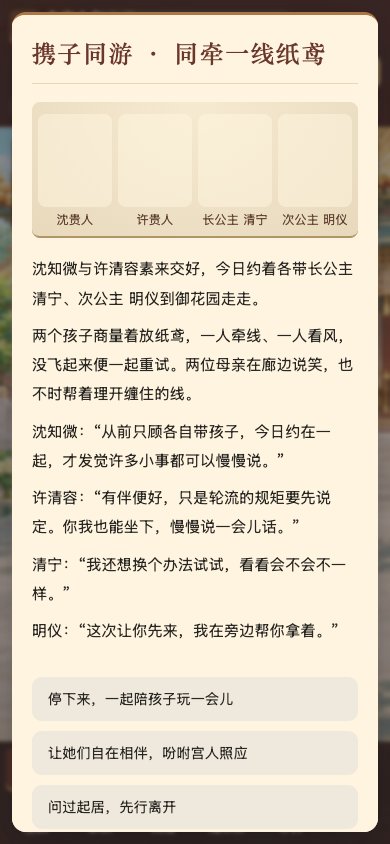 携子同游 · 同牵一线纸鸢
沈贵人
许贵人
长公主 清宁
次公主 明仪
沈知微与许清容素来交好，今日约着各带长公主
清宁、次公主 明仪到御花园走走。
两个孩子商量着放纸鸢，一人牵线、一人看风，
没飞起来便一起重试。两位母亲在廊边说笑，也
不时帮着理开缠住的线。
沈知微：“从前只顾各自带孩子，今日约在一
起，才发觉许多小事都可以慢慢说。”
许清容：“有伴便好，只是轮流的规矩要先说
定。你我也能坐下，慢慢说一会儿话。”
清宁：“我还想换个办法试试，看看会不会不一
样。”
明仪：“这次让你先来，我在旁边帮你拿着。”
停下来，一起陪孩子玩一会儿
让她们自在相伴，吩咐宫人照应
问过起居，先行离开